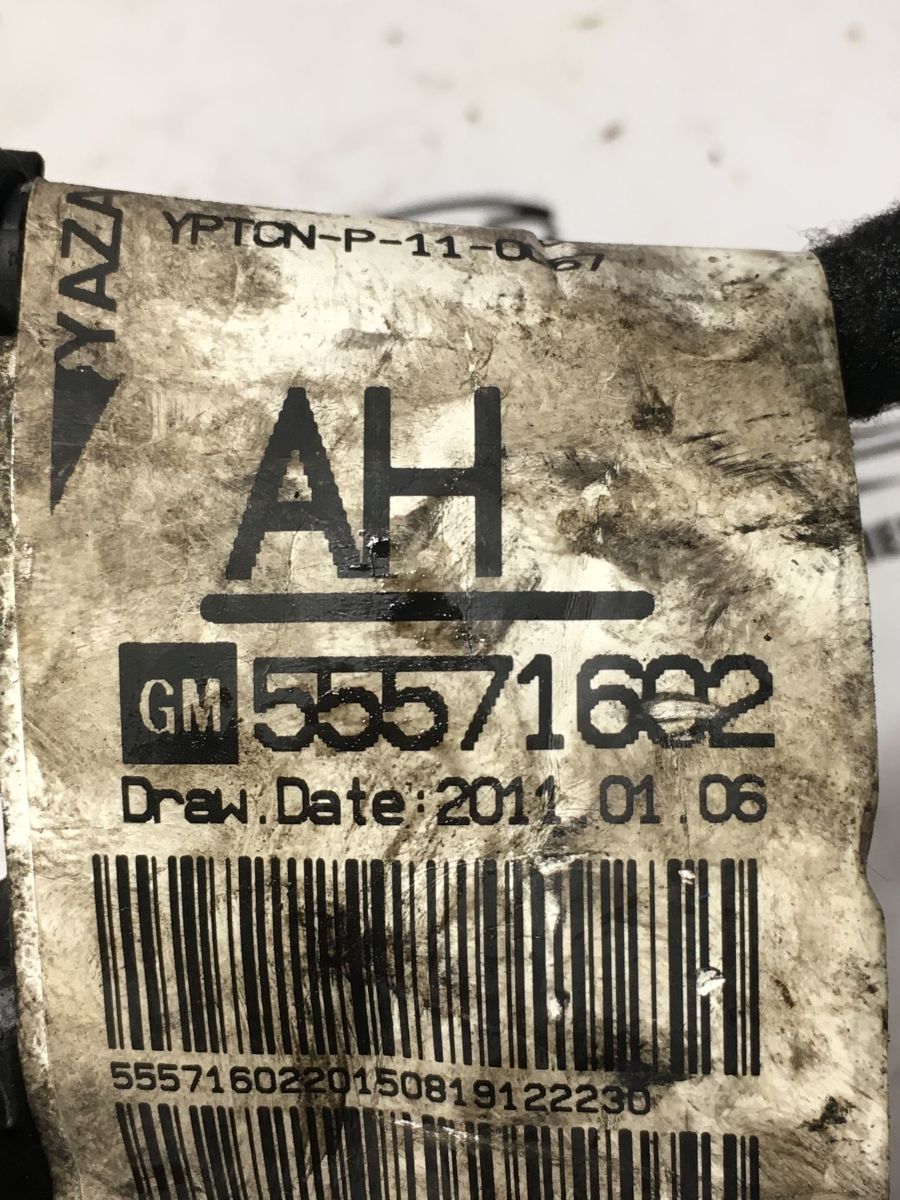 YAZA
YPTCN-P-11-0
AH
GM 55571602
Draw.Date:2011.01.06
5557160220150819122230